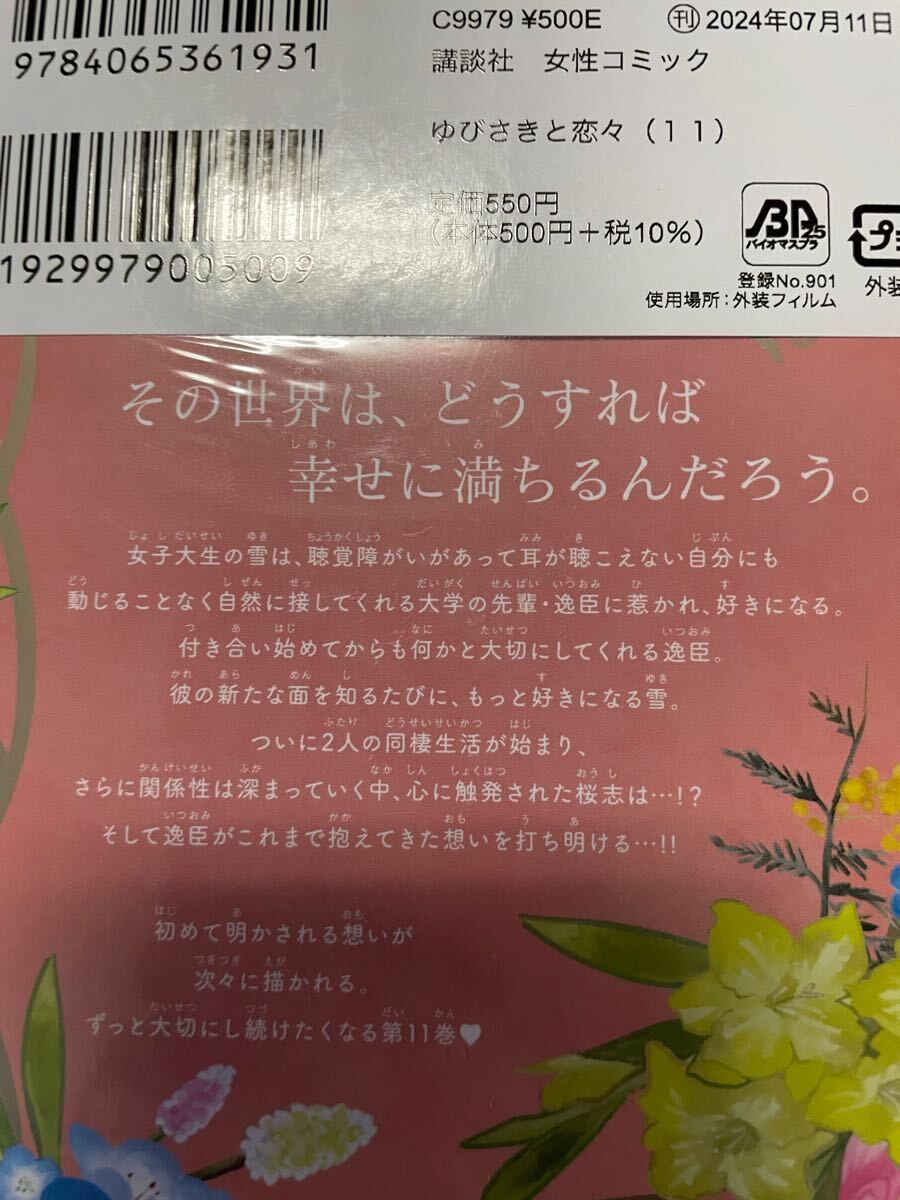 9784065361931
C9979 ¥500E
㊖ 2024年07月11日
講談社 女性コミック
ゆびさきと恋々（11）
1929979005009
定価550円
（本体500円＋税10%）
BP 25
バイオマスプラ
登録No.901
使用場所：外装フィルム
プ
外装
その世界は、どうすれば
幸せに満ちるんだろう。
女子大生の雪は、聴覚障がいがあって耳が聴こえない自分にも
動じることなく自然に接してくれる大学の先輩・逸臣に惹かれ、好きになる。
付き合い始めてからも何かと大切にしてくれる逸臣。
彼の新たな面を知るたびに、もっと好きになる雪。
ついに2人の同棲生活が始まり、
さらに関係性は深まっていく中、心に触発された桜志は…!?
そして逸臣がこれまで抱えてきた想いを打ち明ける…!!
初めて明かされる想いが
次々に描かれる。
ずっと大切にし続けたくなる第11巻♥